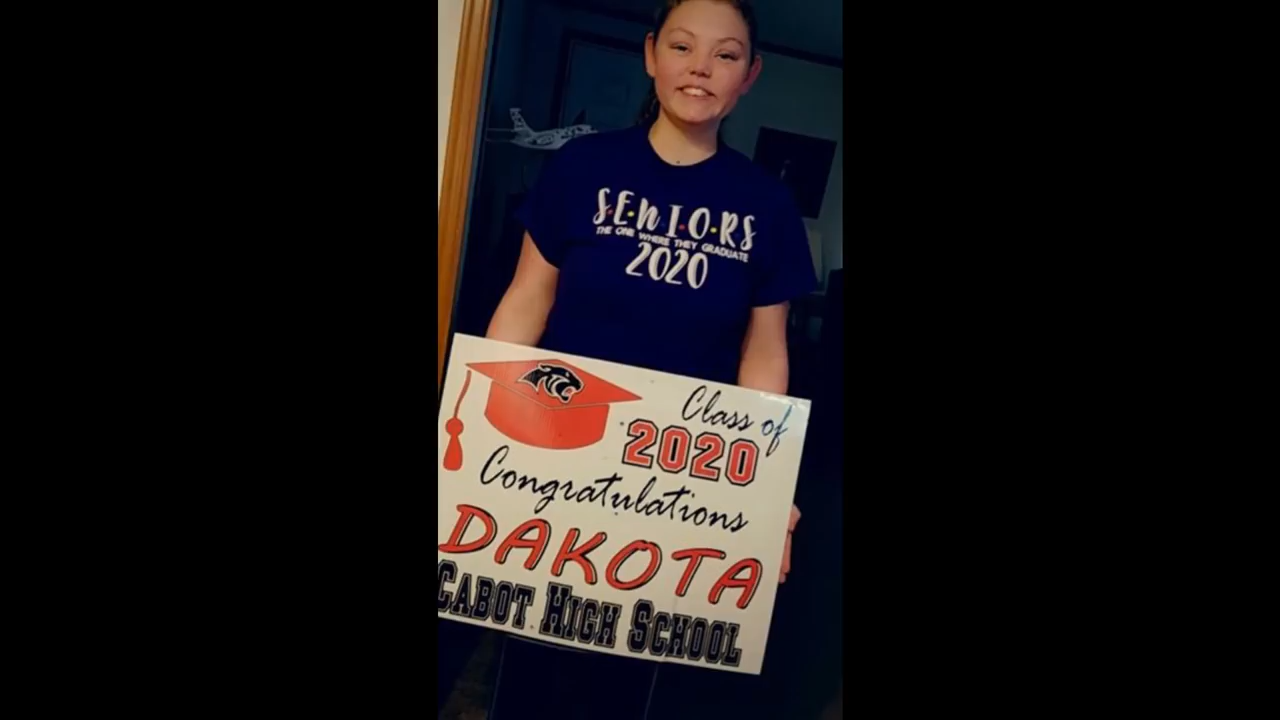 S•E•N•I•O•R•S
THE ONE WHERE THEY GRADUATE
2020
Class of
2020
Congratulations
DAKOTA
CABOT HIGH SCHOOL